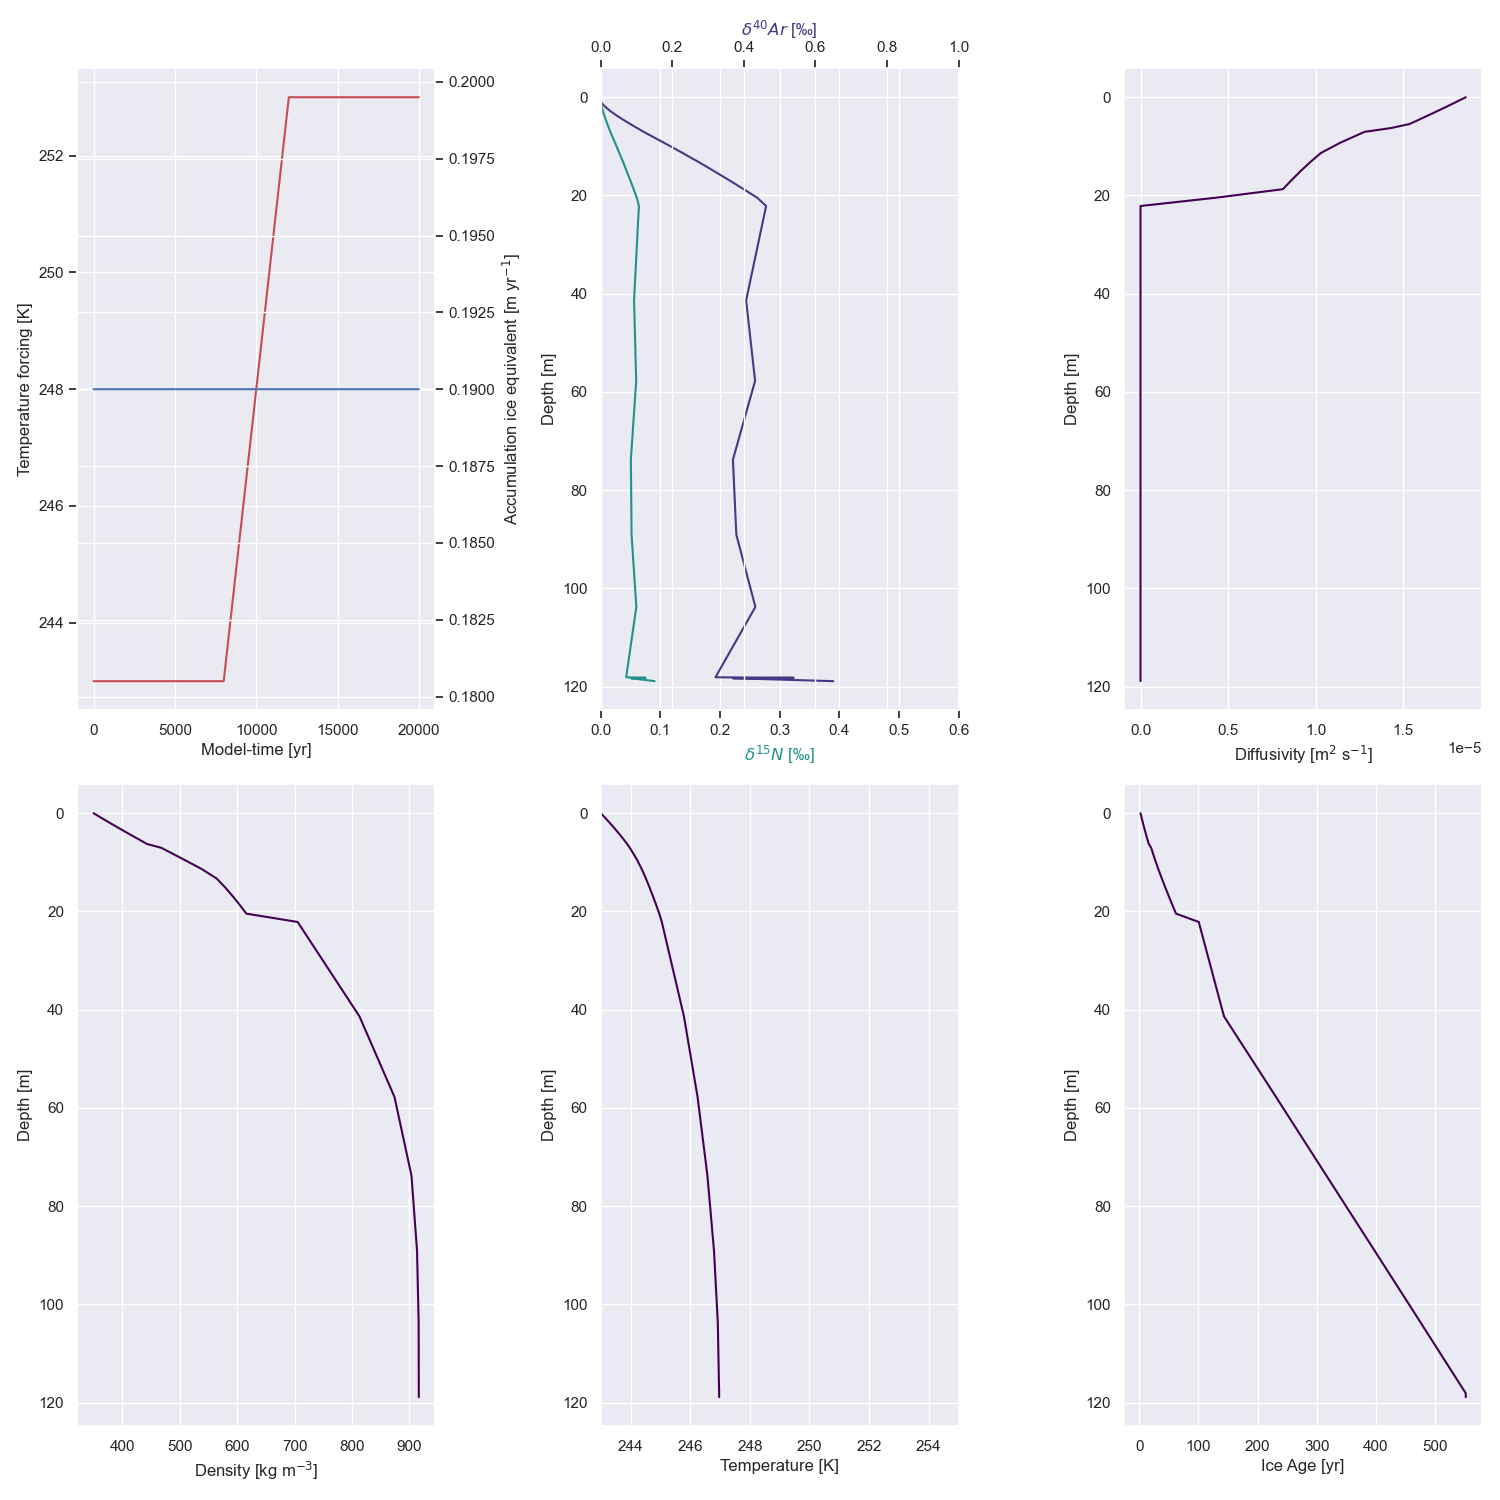 δ⁴⁰Ar [‰]
0.0 0.2 0.4 0.6 0.8 1.0
252
250
248
246
244
Temperature forcing [K]
0 5000 10000 15000 20000
Model-time [yr]
0.2000
0.1975
0.1950
0.1925
0.1900
0.1875
0.1850
0.1825
0.1800
Accumulation ice equivalent [m yr⁻¹]
0
20
40
60
80
100
120
Depth [m]
0.0 0.1 0.2 0.3 0.4 0.5 0.6
δ¹⁵N [‰]
0
20
40
60
80
100
120
Depth [m]
0.0 0.5 1.0 1.5
1e−5
Diffusivity [m² s⁻¹]
0
20
40
60
80
100
120
Depth [m]
400 500 600 700 800 900
Density [kg m⁻³]
0
20
40
60
80
100
120
Depth [m]
244 246 248 250 252 254
Temperature [K]
0
20
40
60
80
100
120
Depth [m]
0 100 200 300 400 500
Ice Age [yr]